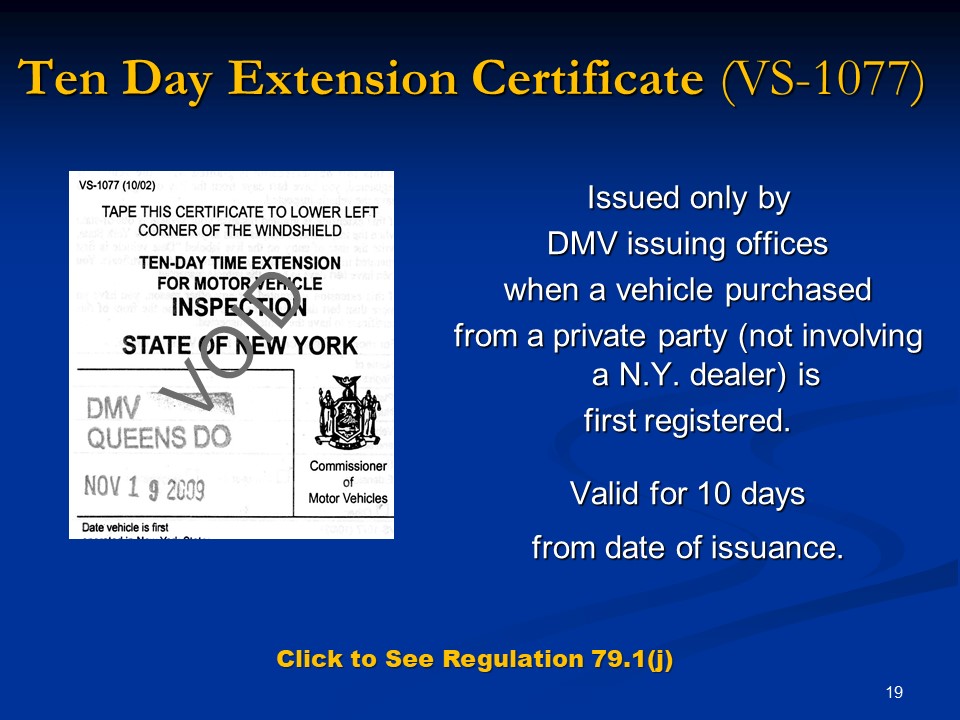 Ten Day Extension Certificate (VS-1077)
VS-1077 (10/02)
TAPE THIS CERTIFICATE TO LOWER LEFT
CORNER OF THE WINDSHIELD
TEN-DAY TIME EXTENSION
FOR MOTOR VEHICLE
INSPECTION
STATE OF NEW YORK
VOID
DMV
QUEENS DO
NOV 19 2009
Commissioner
of
Motor Vehicles
Date vehicle is first
Issued only by
DMV issuing offices
when a vehicle purchased
from a private party (not involving
a N.Y. dealer) is
first registered.
Valid for 10 days
from date of issuance.
Click to See Regulation 79.1(j)
19